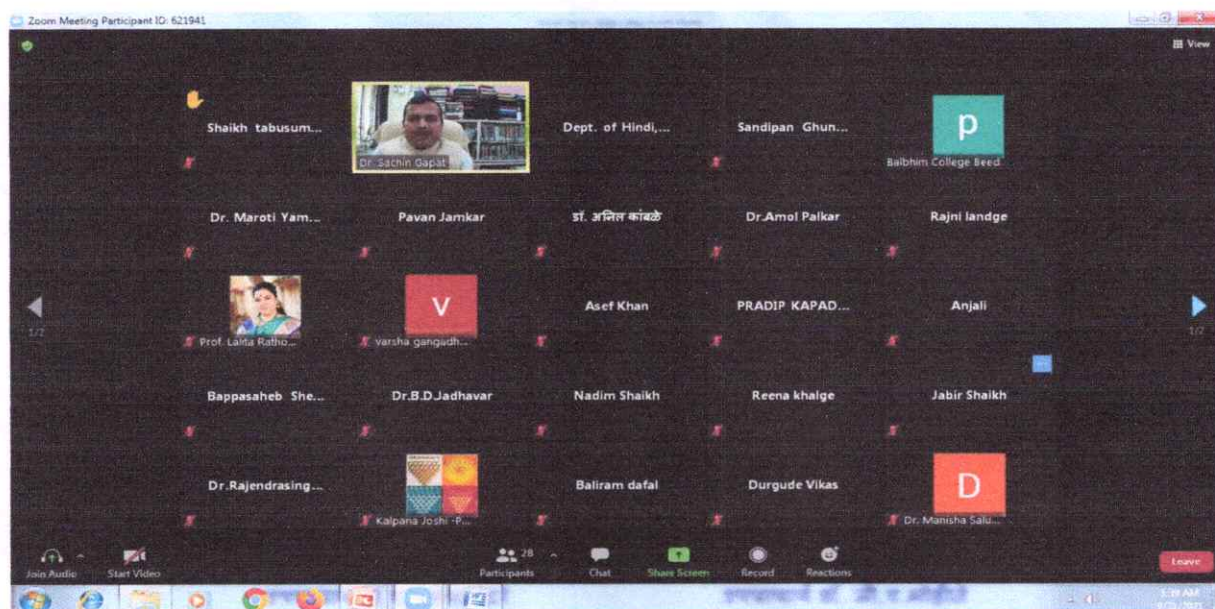 Zoom Meeting Participant ID: 621941
View
Shaikh tabusum...
Dr. Sachin Gapat
Dept. of Hindi,...
Sandipan Ghun...
p
Balbhim College Beed
Dr. Maroti Yam...
Pavan Jamkar
डॉ. अनिल कांबळे
Dr.Amol Palkar
Rajni landge
1/2
Prof. Lalita Ratho...
V
varsha gangadh...
Asef Khan
PRADIP KAPAD...
Anjali
1/2
Bappasaheb She...
Dr.B.D.Jadhavar
Nadim Shaikh
Reena khalge
Jabir Shaikh
Dr.Rajendrasing...
Kalpana Joshi -P...
Baliram dafal
Durgude Vikas
D
Dr. Manisha Salu...
Join Audio
Start Video
28
Participants
Chat
Share Screen
Record
Reactions
Leave